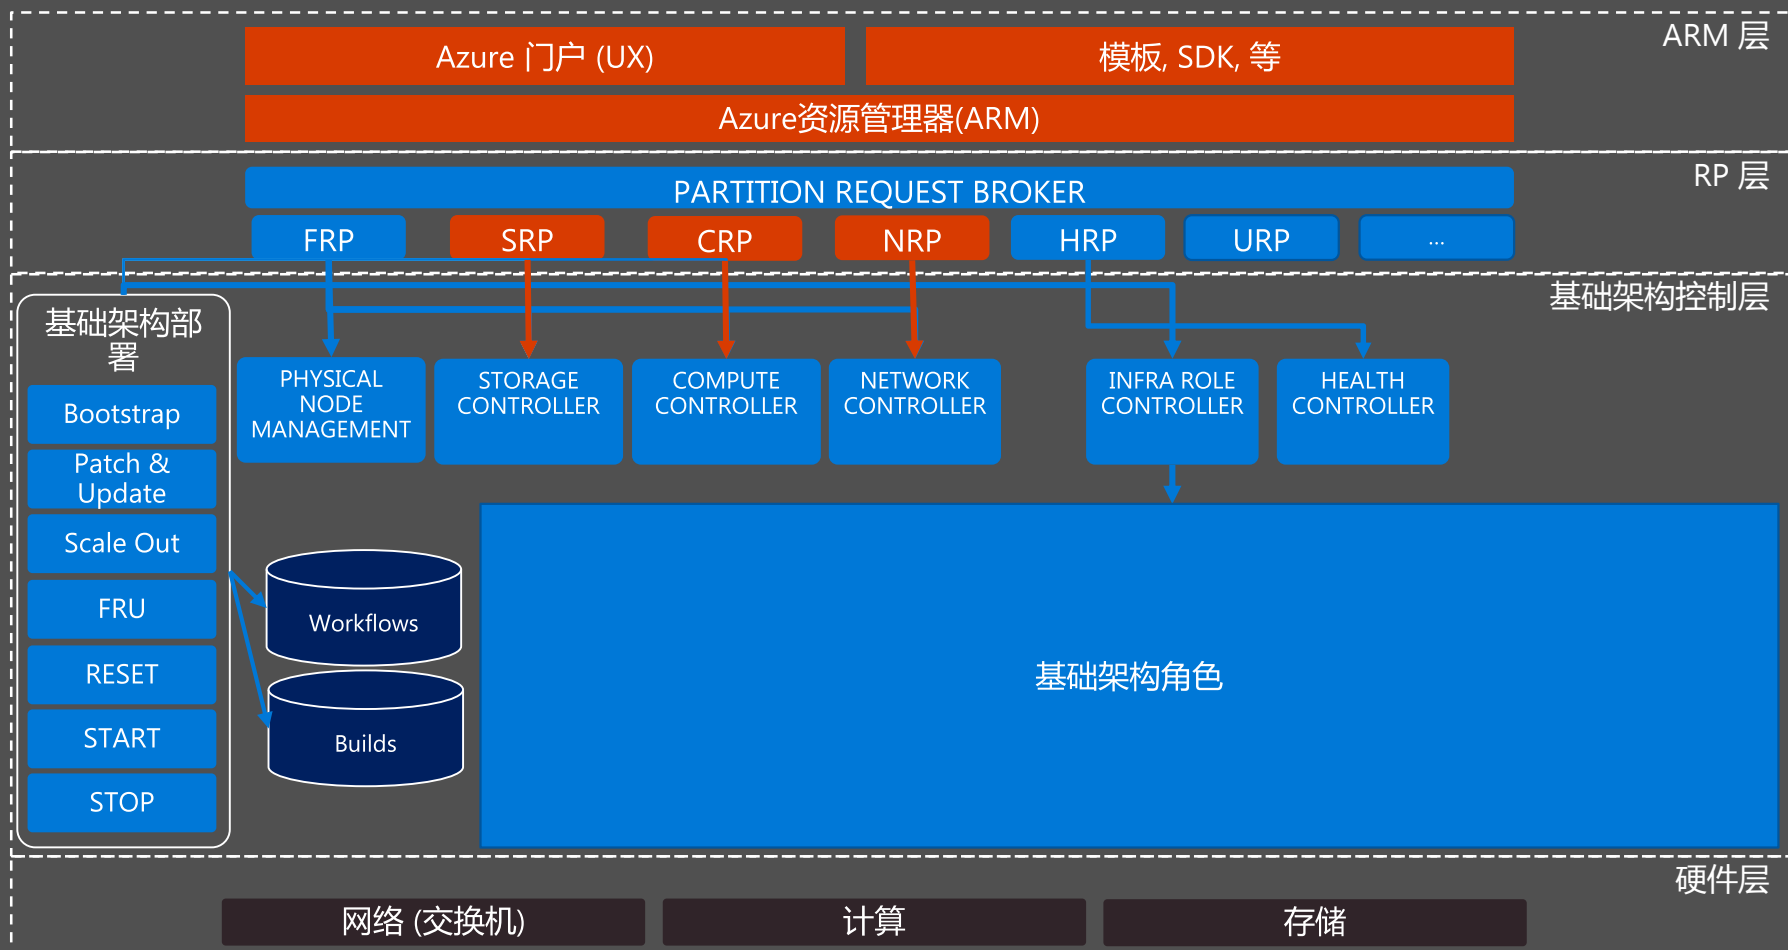 ARM 层
Azure 门户 (UX)
模板, SDK, 等
Azure资源管理器(ARM)
RP 层
PARTITION REQUEST BROKER
FRP
SRP
CRP
NRP
HRP
URP
...
基础架构控制层
基础架构部
署
Bootstrap
Patch &
Update
Scale Out
FRU
RESET
START
STOP
PHYSICAL
NODE
MANAGEMENT
STORAGE
CONTROLLER
COMPUTE
CONTROLLER
NETWORK
CONTROLLER
INFRA ROLE
CONTROLLER
HEALTH
CONTROLLER
Workflows
Builds
基础架构角色
硬件层
网络 (交换机)
计算
存储